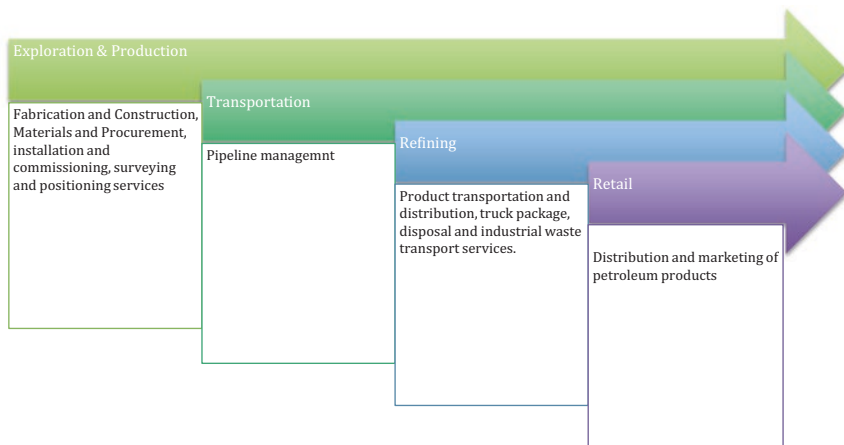 Exploration & Production
Fabrication and Construction,
Materials and Procurement,
installation and
commissioning, surveying
and positioning services
Transportation
Pipeline managemnt
Refining
Product transportation and
distribution, truck package,
disposal and industrial waste
transport services.
Retail
Distribution and marketing of
petroleum products